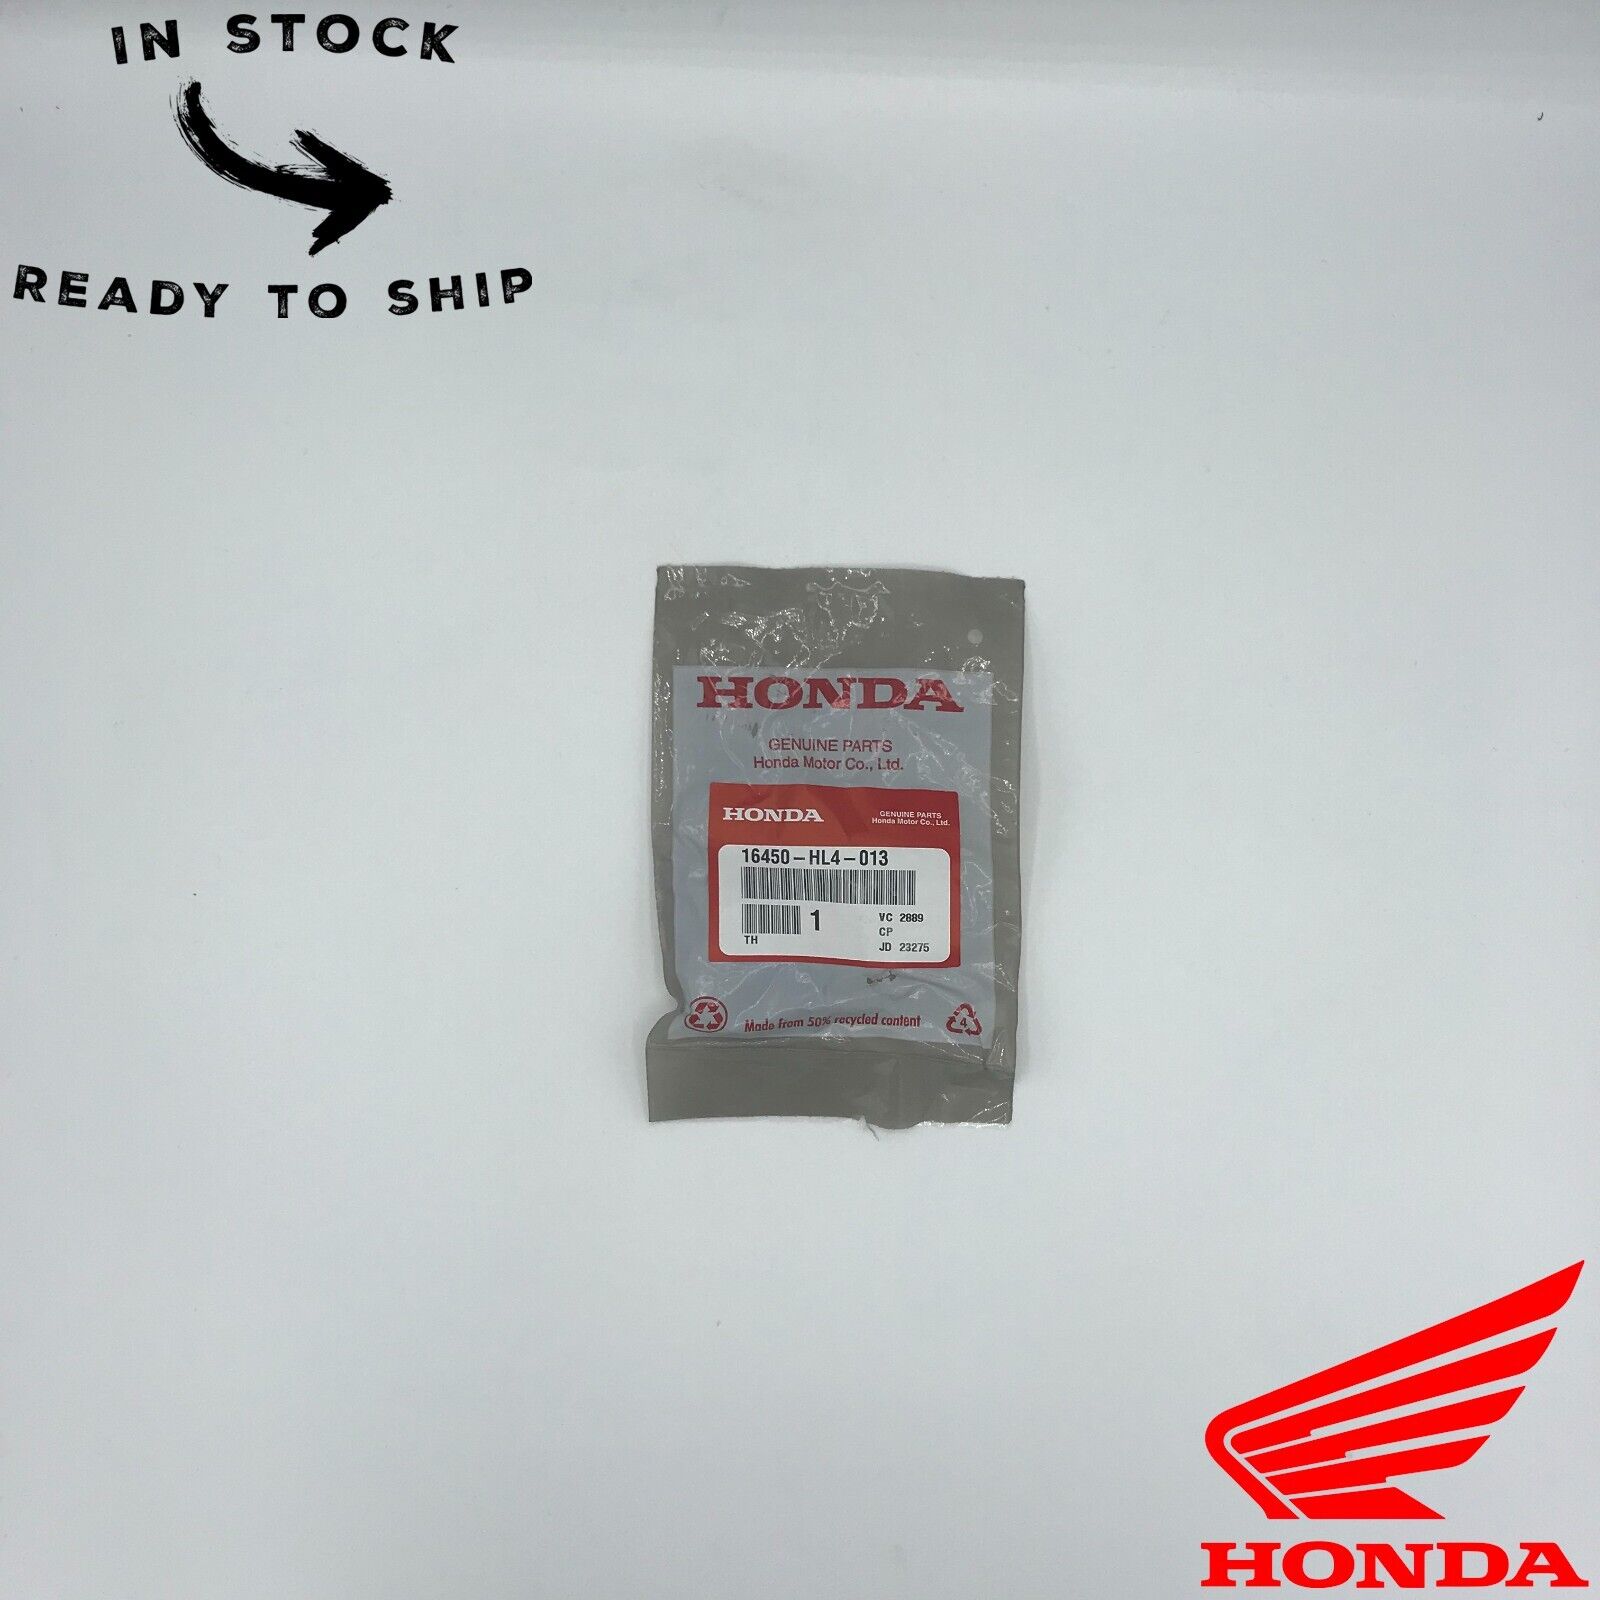 IN STOCK
READY TO SHIP
HONDA
GENUINE PARTS
Honda Motor Co., Ltd.
HONDA
GENUINE PARTS
Honda Motor Co., Ltd.
16450-HL4-013
1
VC 2889
CP
TH
JD 23275
Made from 50% recycled content
4
HONDA